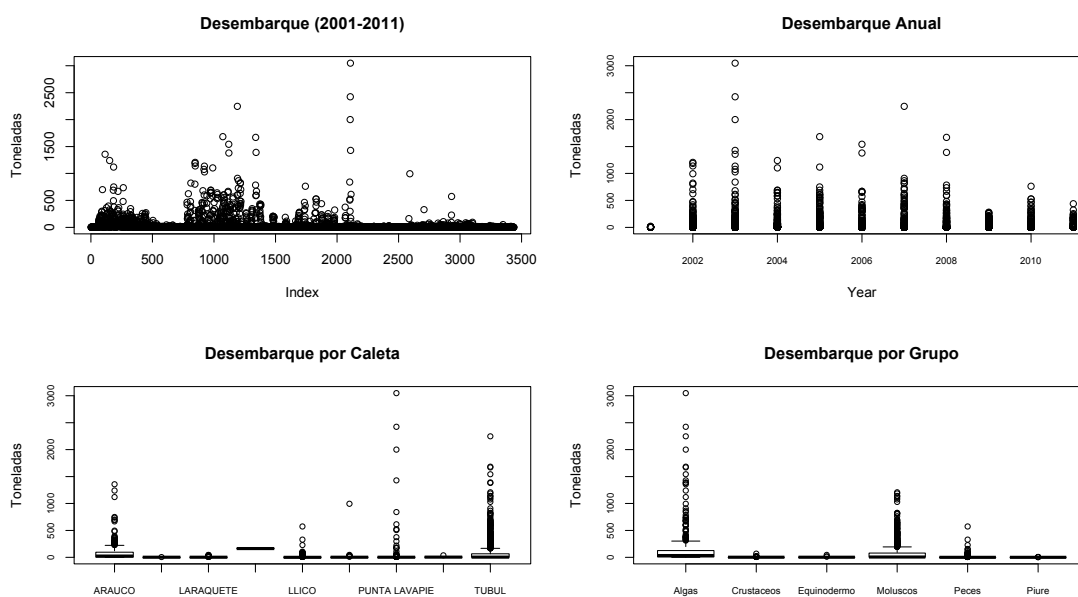 Desembarque (2001-2011)
Toneladas
2500
1500
500
0
0 500 1000 1500 2000 2500 3000 3500
Index
Desembarque Anual
Toneladas
3000
2000
1000
500
0
2002 2004 2006 2008 2010
Year
Desembarque por Caleta
Toneladas
3000
2000
1000
500
0
ARAUCO LARAQUETE LLICO PUNTA LAVAPIE TUBUL
Desembarque por Grupo
Toneladas
3000
2000
1000
500
0
Algas Crustaceos Equinodermo Moluscos Peces Piure